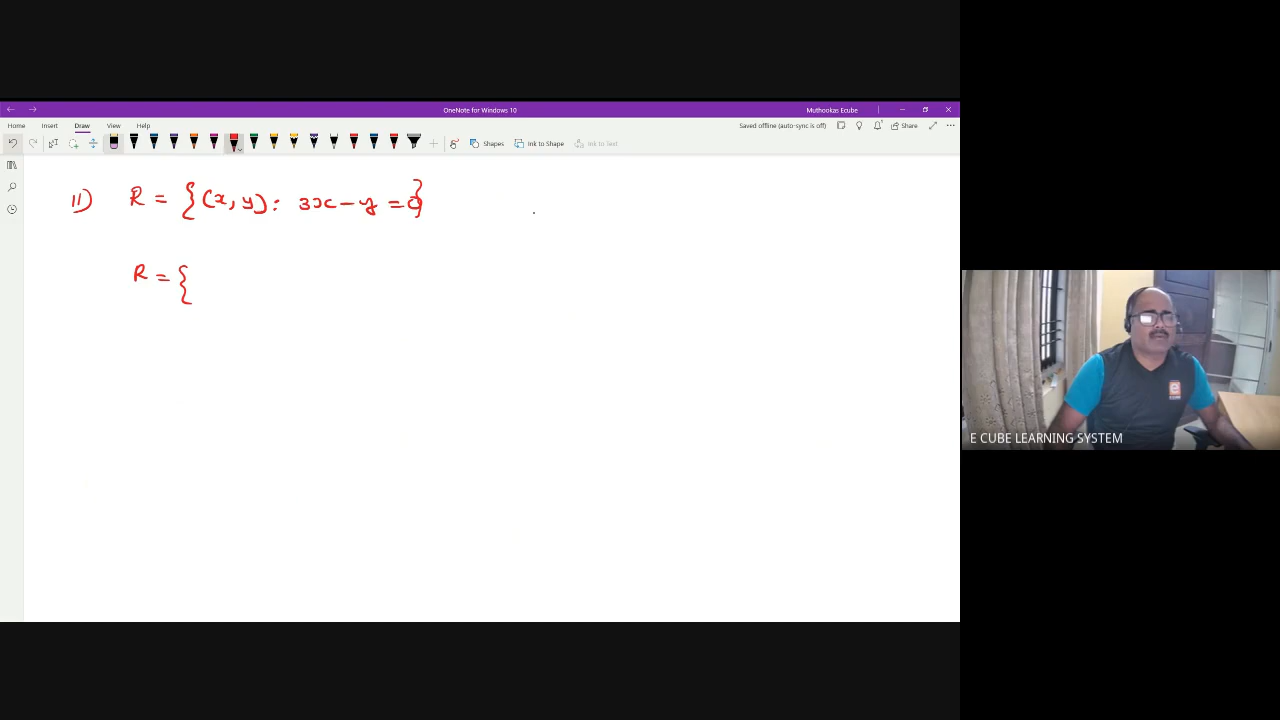 OneNote for Windows 10
Muthookas Ecube
Home Insert Draw View Help
Saved offline (auto-sync is off)
Share
Shapes
Ink to Shape
Ink to Text
11) R = {(x, y) : 3x - y = 0}
R = {
E CUBE LEARNING SYSTEM